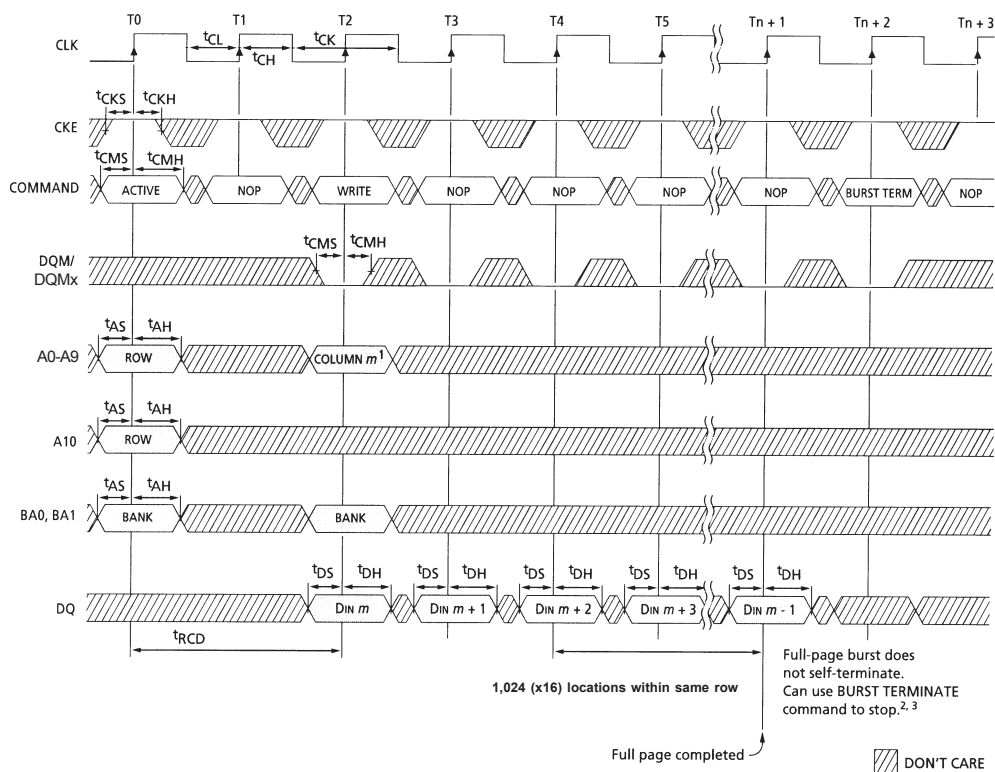 T0 T1 T2 T3 T4 T5 Tn + 1 Tn + 2 Tn + 3
CLK
tCL tCK
tCH
tCKS tCKH
CKE
tCMS tCMH
COMMAND ACTIVE NOP WRITE NOP NOP NOP NOP BURST TERM NOP
tCMS tCMH
DQM/
DQMx
tAS tAH
A0-A9 ROW COLUMN m1
tAS tAH
A10 ROW
tAS tAH
BA0, BA1 BANK BANK
tDS tDH tDS tDH tDS tDH tDS tDH tDS tDH
DQ DIN m DIN m + 1 DIN m + 2 DIN m + 3 DIN m - 1
tRCD
1,024 (x16) locations within same row
Full-page burst does
not self-terminate.
Can use BURST TERMINATE
command to stop.2, 3
Full page completed
DON'T CARE